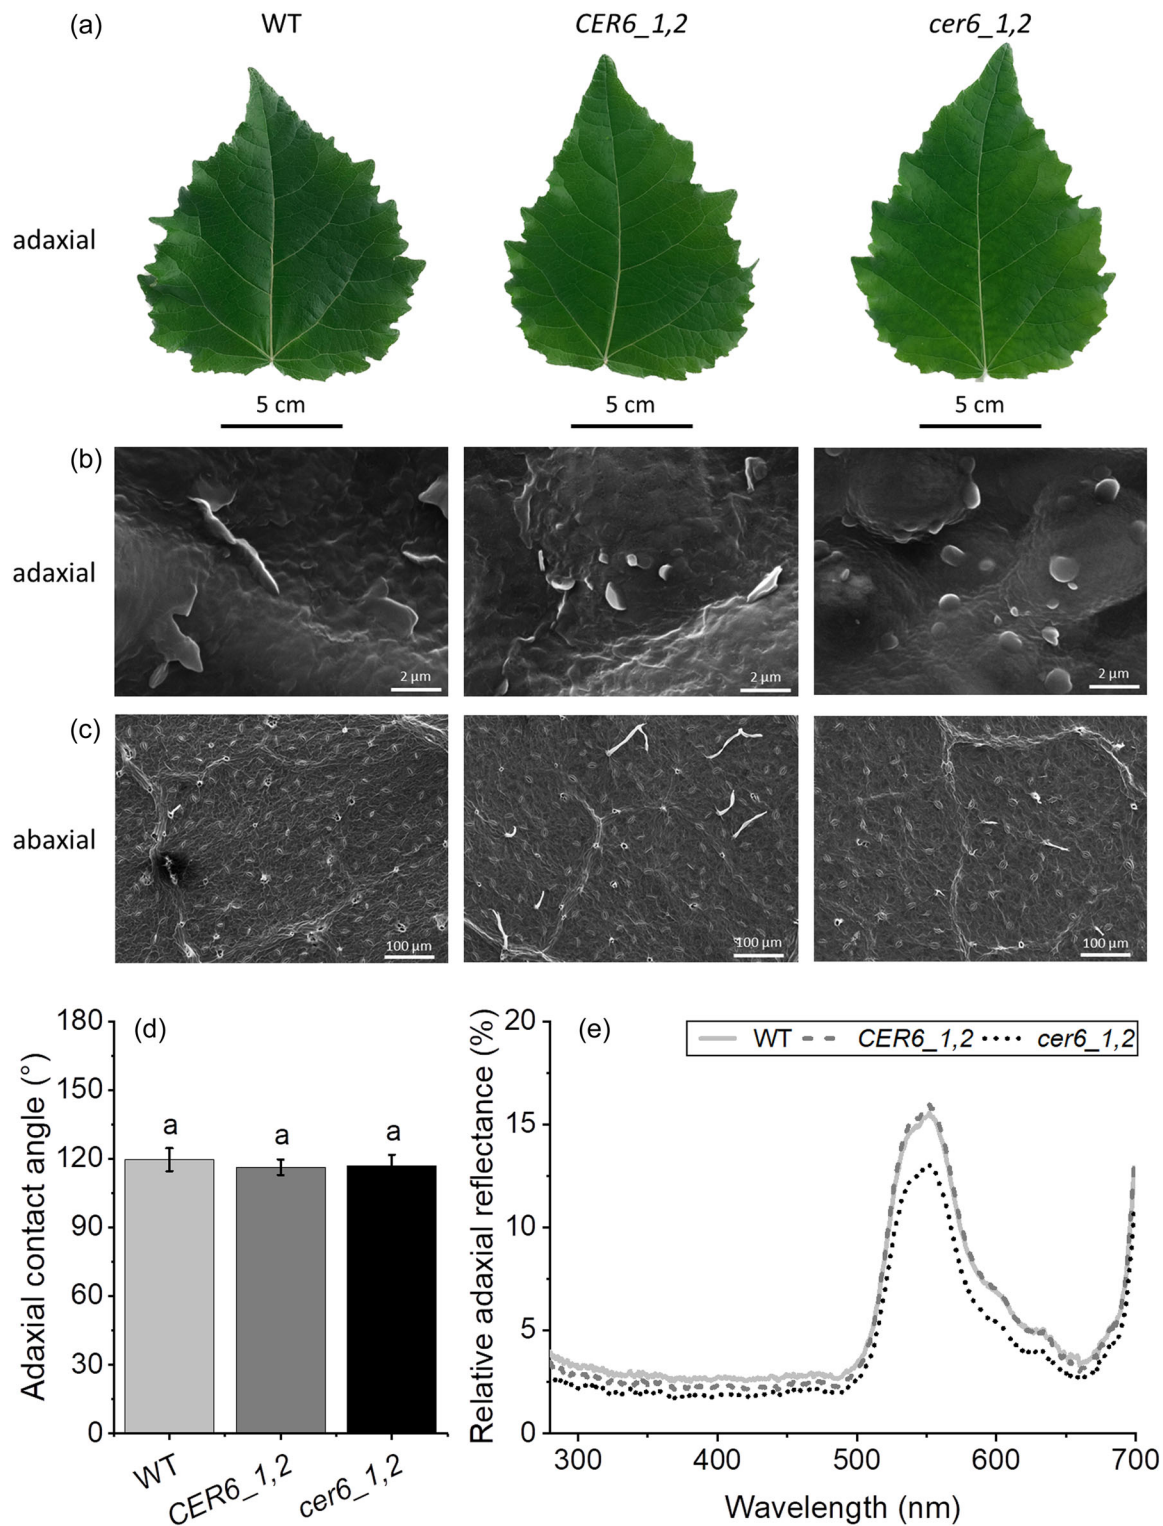 (a) WT CER6_1,2 cer6_1,2
adaxial
5 cm 5 cm 5 cm
(b)
adaxial
2 µm 2 µm 2 µm
(c)
abaxial
100 µm 100 µm 100 µm
(d)
Adaxial contact angle (°)
180
150
120
90
60
30
0
a a a
WT CER6_1,2 cer6_1,2
(e)
Relative adaxial reflectance (%)
20
15
10
5
0
WT CER6_1,2 cer6_1,2
300 400 500 600 700
Wavelength (nm)